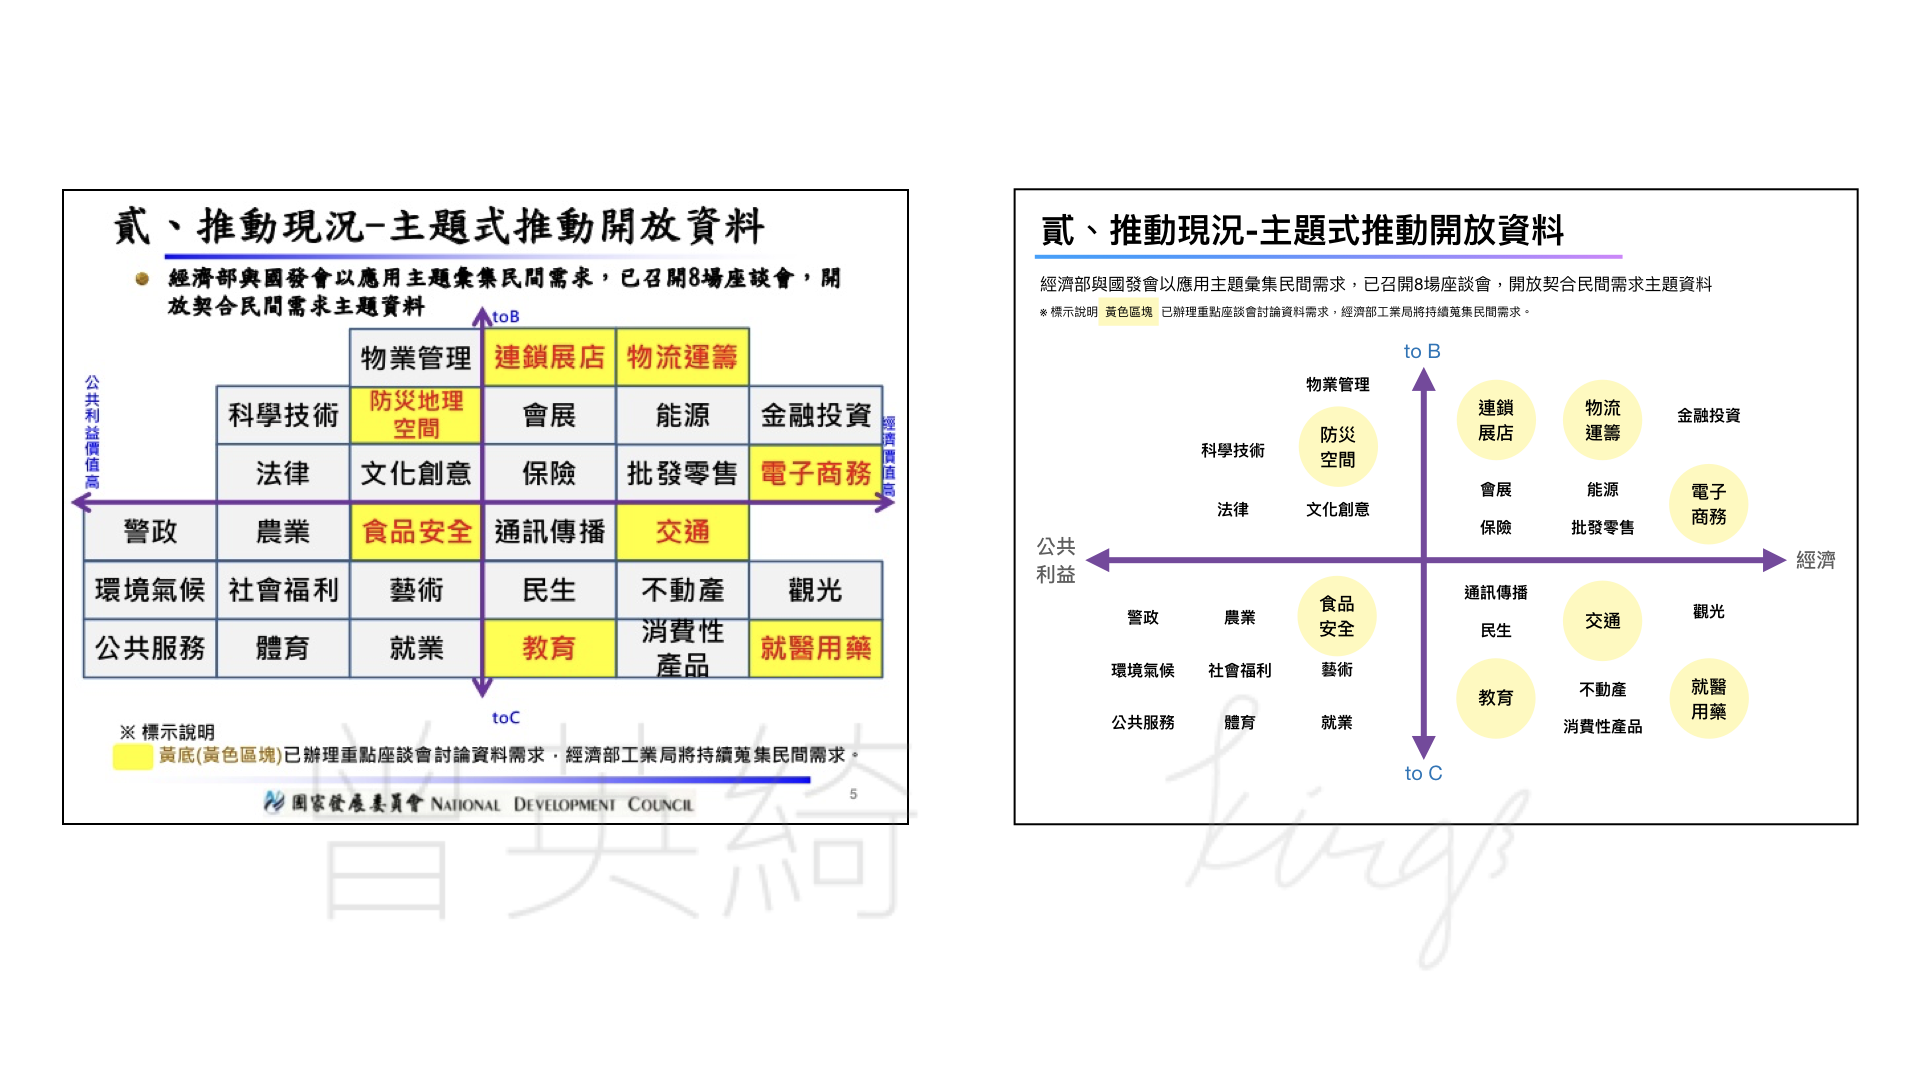 貳、推動現況-主題式推動開放資料
經濟部與國發會以應用主題彙集民間需求，已召開8場座談會，開
放契合民間需求主題資料
toB
物業管理 連鎖展店 物流運籌
公共利益價值高
科學技術 防災地理空間 會展 能源 金融投資
經濟價值高
法律 文化創意 保險 批發零售 電子商務
警政 農業 食品安全 通訊傳播 交通
環境氣候 社會福利 藝術 民生 不動產 觀光
公共服務 體育 就業 教育 消費性產品 就醫用藥
toC
※ 標示說明
黃底(黃色區塊)已辦理重點座談會討論資料需求，經濟部工業局將持續蒐集民間需求。
國家發展委員會 NATIONAL DEVELOPMENT COUNCIL
5
貳、推動現況-主題式推動開放資料
經濟部與國發會以應用主題彙集民間需求，已召開8場座談會，開放契合民間需求主題資料
※ 標示說明 黃色區塊 已辦理重點座談會討論資料需求，經濟部工業局將持續蒐集民間需求。
to B
物業管理
科學技術
防災
空間
法律
文化創意
連鎖
展店
物流
運籌
金融投資
會展
能源
電子
商務
保險
批發零售
公共
利益
經濟
警政
農業
食品
安全
環境氣候
社會福利
藝術
公共服務
體育
就業
通訊傳播
民生
交通
觀光
教育
不動產
消費性產品
就醫
用藥
to C
曾英綺
kings